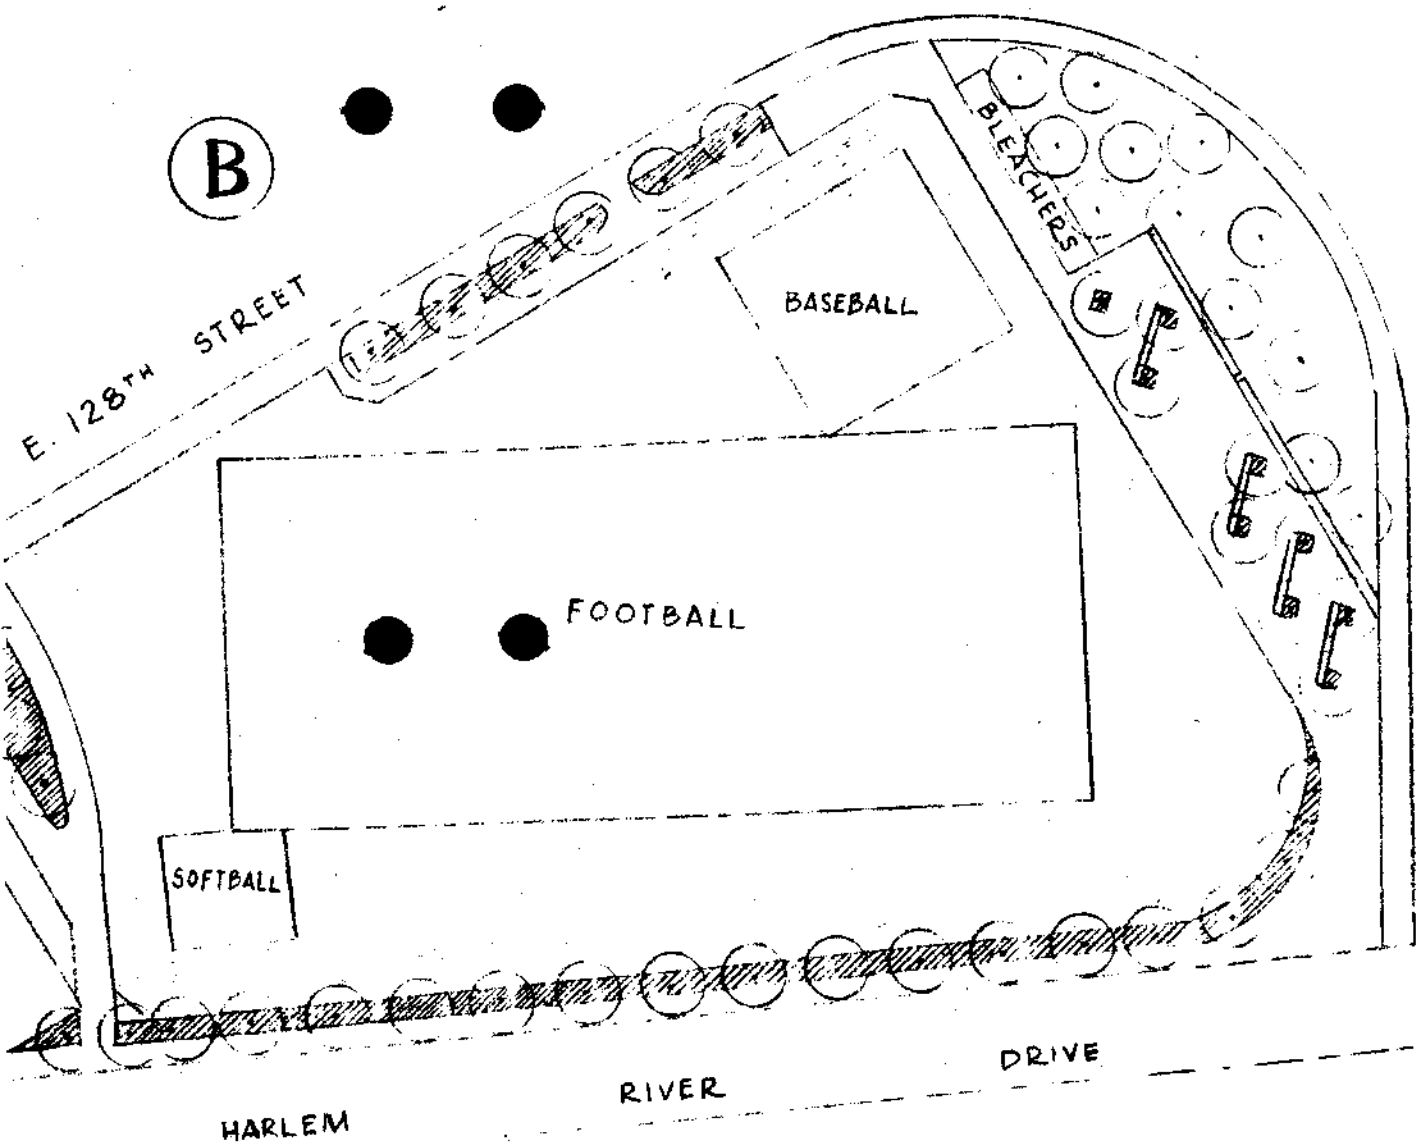 B
E. 128TH STREET
BLEACHERS
BASEBALL
FOOTBALL
SOFTBALL
HARLEM RIVER DRIVE